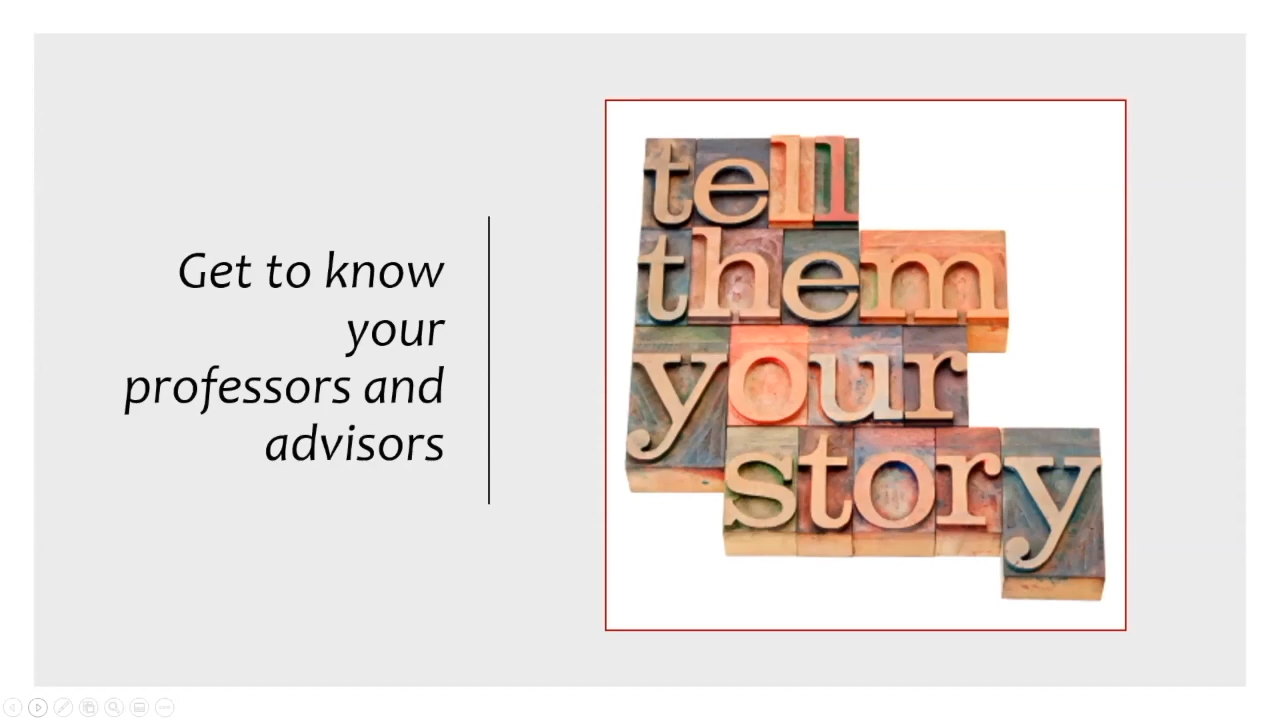 Get to know
your
professors and
advisors
tell
them
your
story